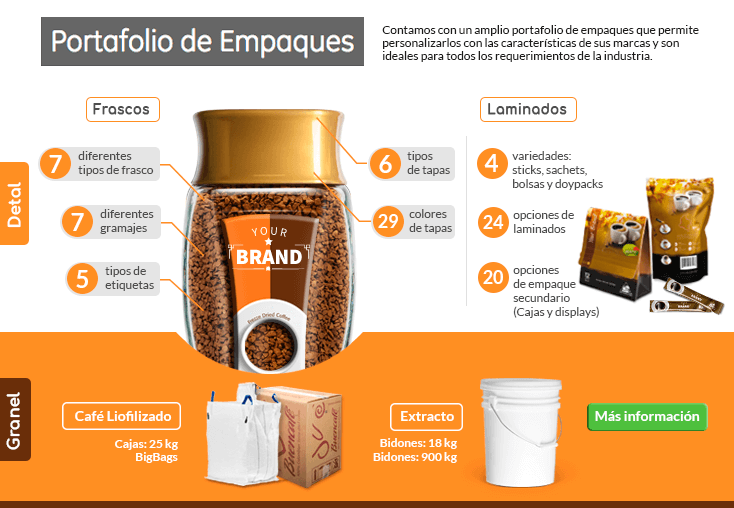 Portafolio de Empaques
Contamos con un amplio portafolio de empaques que permite
personalizarlos con las características de sus marcas y son
ideales para todos los requerimientos de la industria.
Detal
Frascos
7 diferentes
tipos de frasco
7 diferentes
gramajes
5 tipos de
etiquetas
6 tipos
de tapas
29 colores
de tapas
YOUR
BRAND
Freeze Dried Coffee
Laminados
4 variedades:
sticks, sachets,
bolsas y doypacks
24 opciones de
laminados
20 opciones
de empaque
secundario
(Cajas y displays)
Granel
Café Liofilizado
Cajas: 25 kg
BigBags
Buencafé
Extracto
Bidones: 18 kg
Bidones: 900 kg
Más información